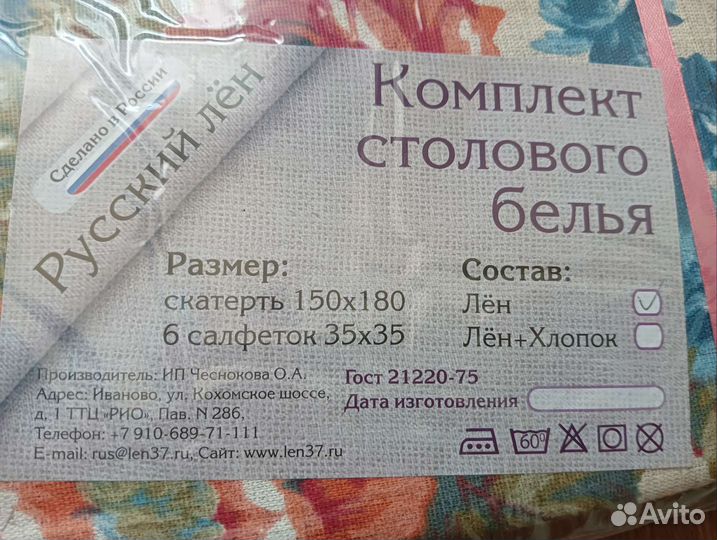 Сделано в России
Русский лён
Комплект
столового
белья
Размер:
скатерть 150x180
6 салфеток 35x35
Состав:
Лён
Лён+Хлопок
Производитель: ИП Чеснокова О.А.
Адрес: Иваново, ул, Кохомское шоссе,
д, 1 ТТЦ "РИО", Пав. N 286,
Телефон: +7 910-689-71-111
E-mail: rus@len37.ru, Сайт: www.len37.ru
Гост 21220-75
Дата изготовления
60°
Avito